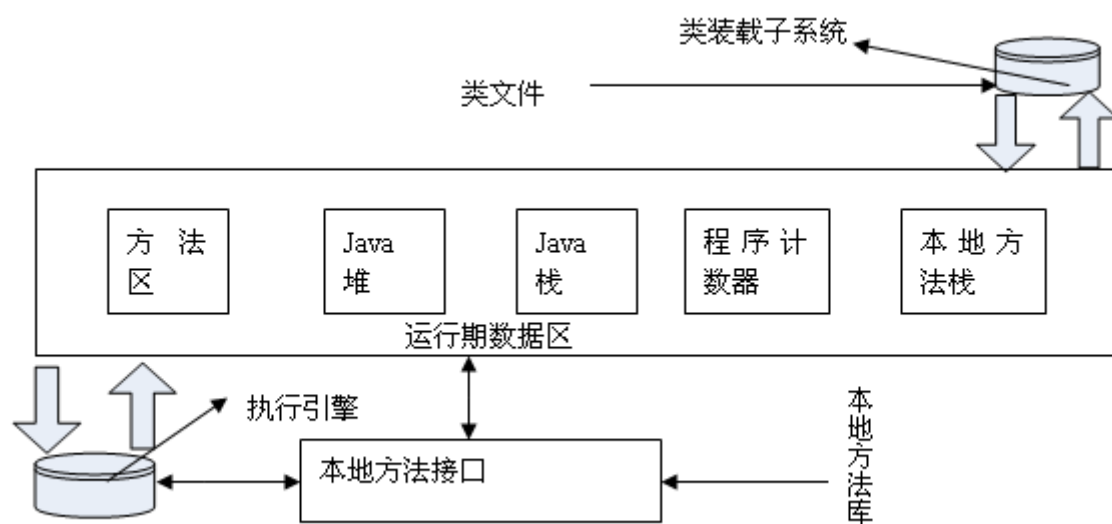 类装载子系统
类文件
方法
区
Java
堆
Java
栈
程序计
数器
本地方
法栈
运行期数据区
执行引擎
本地方法接口
本地方法库